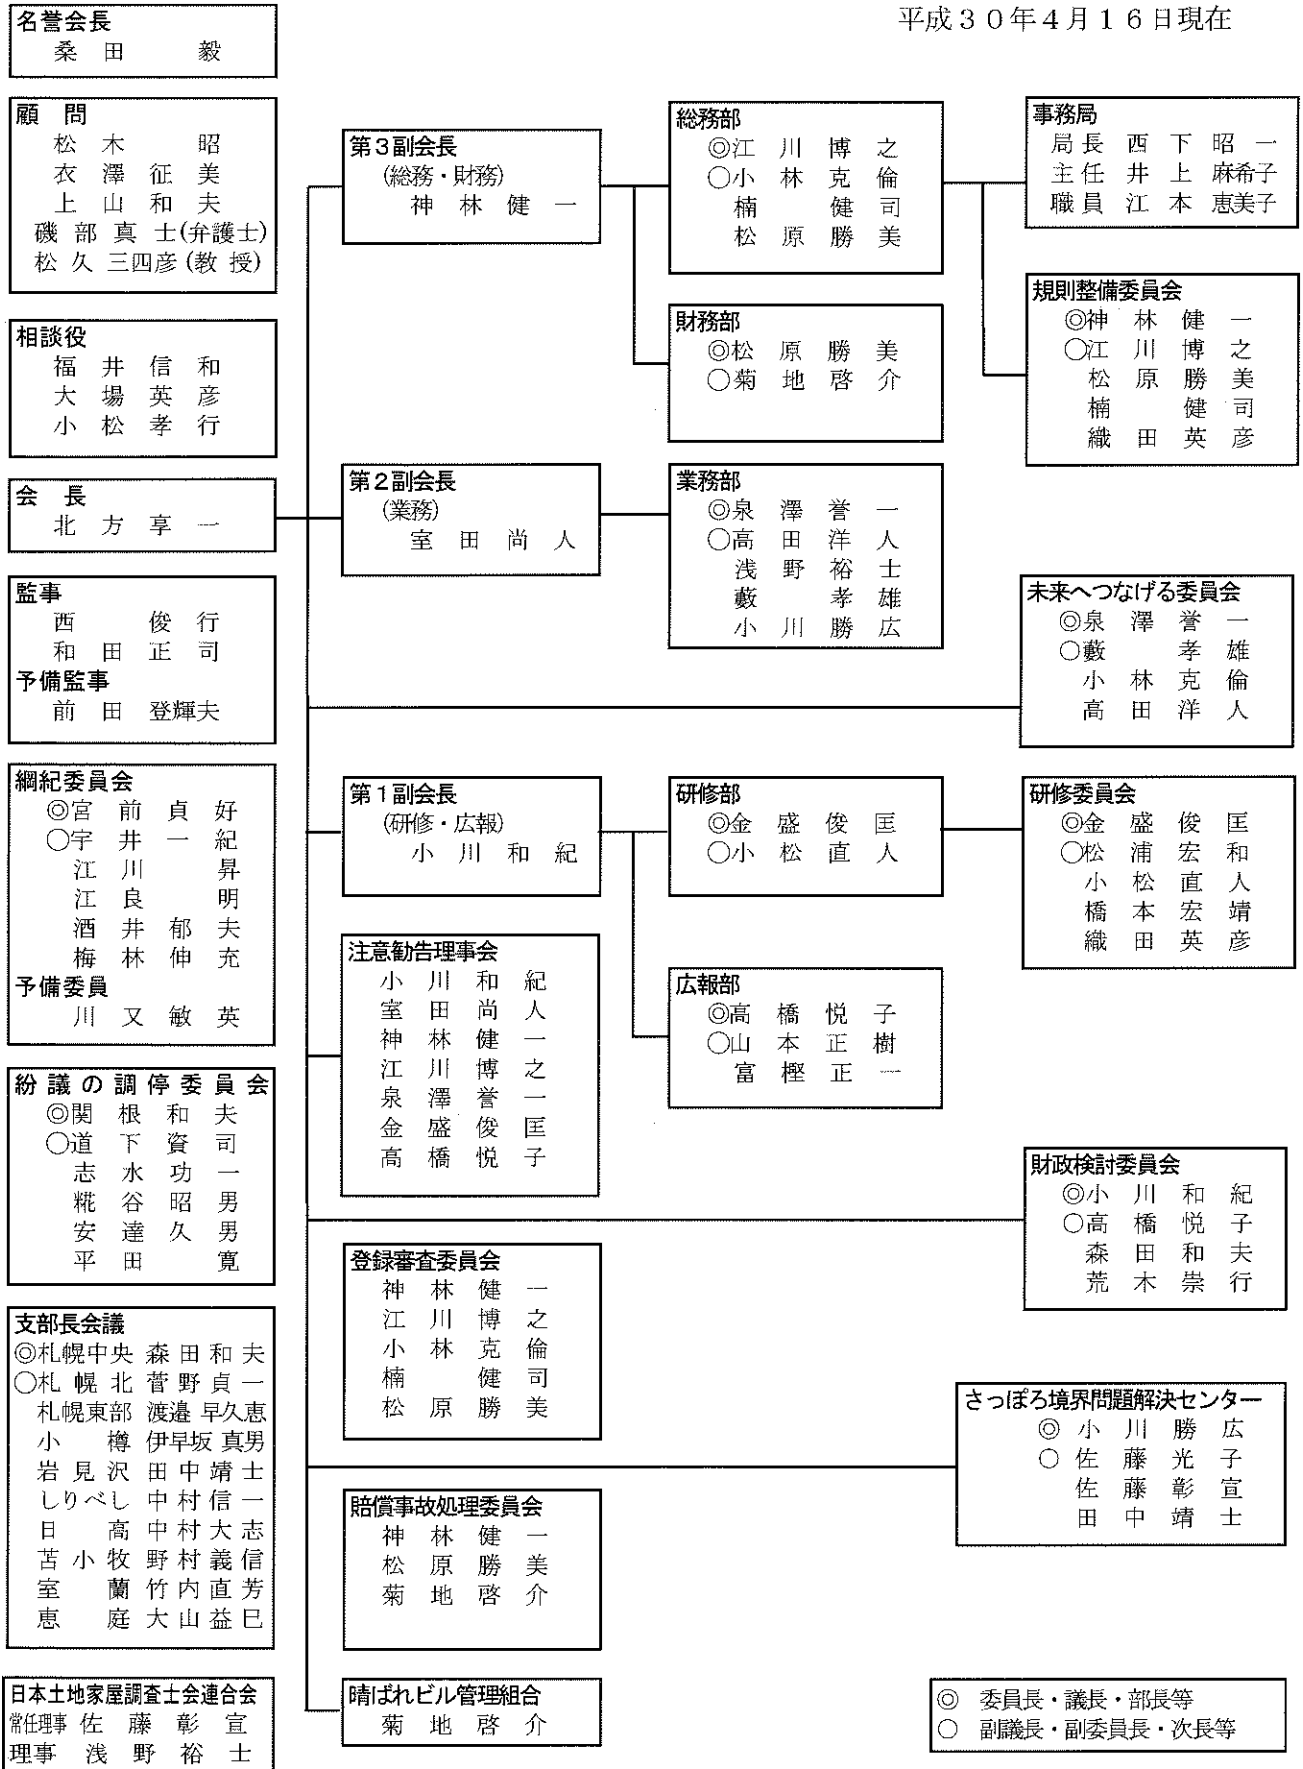 平成30年4月16日現在
名誉会長
桑田 毅
顧問
松木 昭
衣澤征美
上山和夫
磯部真士(弁護士)
松久三四彦(教授)
相談役
福井信和
大場英彦
小松孝行
会長
北方享一
監事
西 俊行
和田正司
予備監事
前田登輝夫
綱紀委員会
◎宮前貞好
○宇井一紀
江川 昇
江良 明
酒井郁夫
梅林伸充
予備委員
川又敏英
紛議の調停委員会
◎関根和夫
○道下資司
志水功一
糀谷昭男
安達久男
平田 寛
支部長会議
◎札幌中央 森田和夫
○札幌北 菅野貞一
札幌東部 渡邉早久恵
小樽 伊早坂真男
岩見沢 田中靖士
しりべし 中村信一
日高 中村大志
苫小牧 野村義信
室蘭 竹内直芳
恵庭 大山益巳
日本土地家屋調査士会連合会
常任理事 佐藤彰宣
理事 浅野裕士
第3副会長
(総務・財務)
神林健一
第2副会長
(業務)
室田尚人
第1副会長
(研修・広報)
小川和紀
注意勧告理事会
小川和紀
室田尚人
神林健一
江川博之
泉澤誉一
金盛俊匡
高橋悦子
登録審査委員会
神林健一
江川博之
小林克倫
楠 健司
松原勝美
賠償事故処理委員会
神林健一
松原勝美
菊地啓介
晴ればれビル管理組合
菊地啓介
総務部
◎江川博之
○小林克倫
楠 健司
松原勝美
財務部
◎松原勝美
○菊地啓介
業務部
◎泉澤誉一
○高田洋人
浅野裕士
藪 孝雄
小川勝広
研修部
◎金盛俊匡
○小松直人
広報部
◎高橋悦子
○山本正樹
富樫正一
事務局
局長 西下昭一
主任 井上麻希子
職員 江本恵美子
規則整備委員会
◎神林健一
○江川博之
松原勝美
楠 健司
織田英彦
未来へつなげる委員会
◎泉澤誉一
○藪 孝雄
小林克倫
高田洋人
研修委員会
◎金盛俊匡
○松浦宏和
小松直人
橋本宏靖
織田英彦
財政検討委員会
◎小川和紀
○高橋悦子
森田和夫
荒木崇行
さっぽろ境界問題解決センター
◎小川勝広
○佐藤光子
佐藤彰宣
田中靖士
◎ 委員長・議長・部長等
○ 副議長・副委員長・次長等